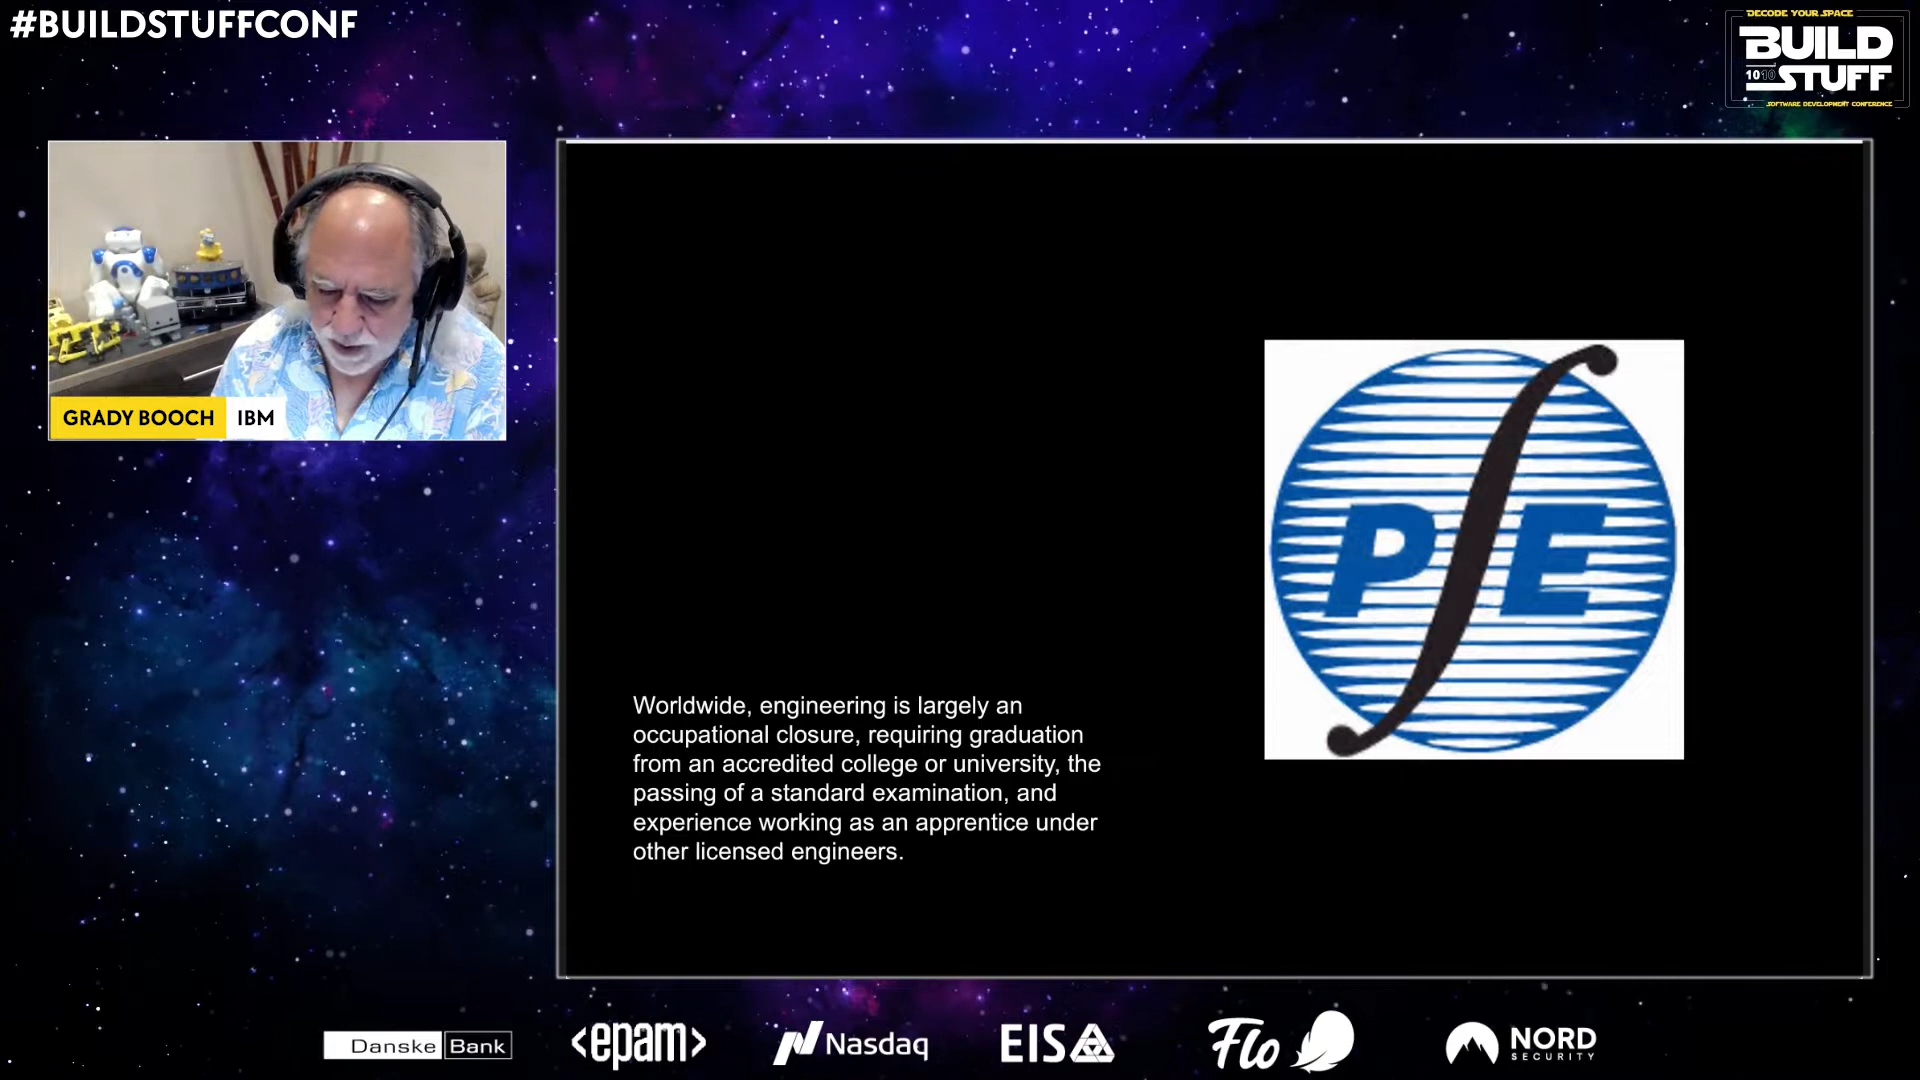 #BUILDSTUFFCONF
DECODE YOUR SPACE
BUILD
1010 STUFF
SOFTWARE DEVELOPMENT CONFERENCE
GRADY BOOCH IBM
P E
Worldwide, engineering is largely an
occupational closure, requiring graduation
from an accredited college or university, the
passing of a standard examination, and
experience working as an apprentice under
other licensed engineers.
Danske Bank
<epam>
Nasdaq
EIS
Flo
NORD
SECURITY